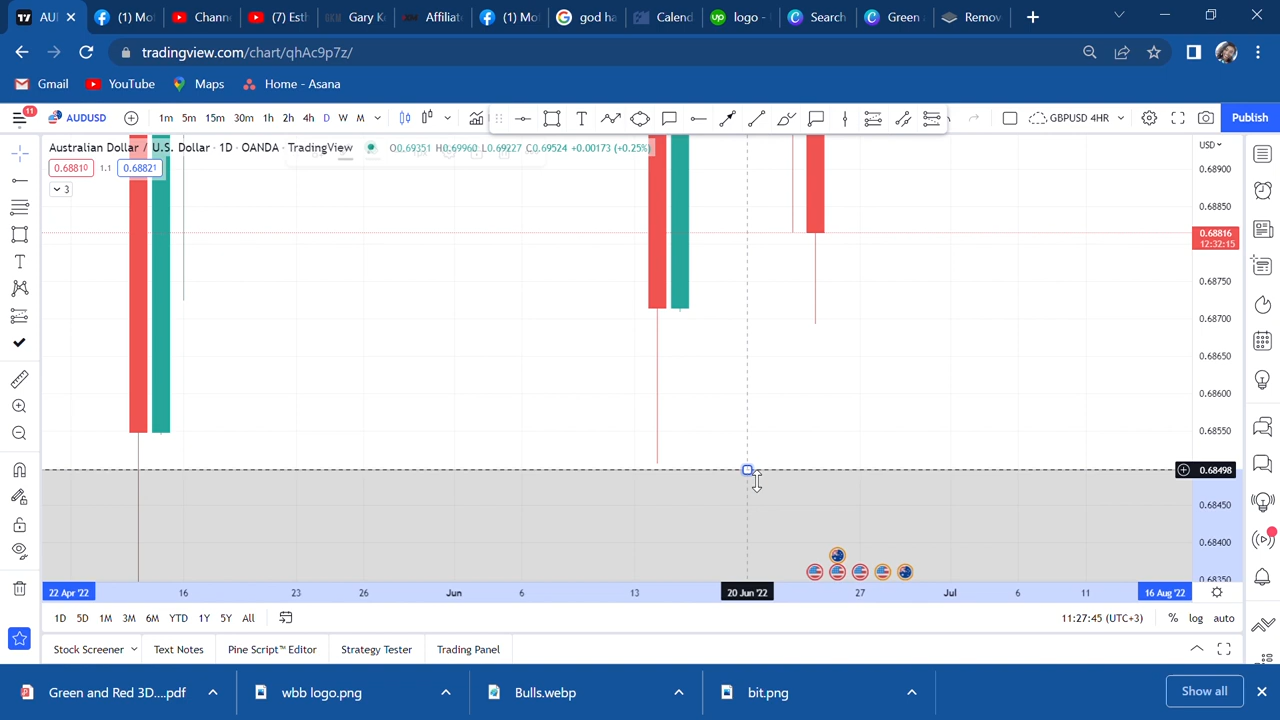 AU
(1) Mo
Chann
(7) Est
Gary K
Affiliat
(1) Mo
god ha
Calend
logo -
Search
Green
Remov
tradingview.com/chart/qhAc9p7z/
Gmail
YouTube
Maps
Home - Asana
11
AUDUSD
1m 5m 15m 30m 1h 2h 4h D W M
GBPUSD 4HR
Publish
Australian Dollar / U.S. Dollar · 1D · OANDA · TradingView
O0.69351 H0.69960 L0.69227 C0.69524 +0.00173 (+0.25%)
USD
0.68810 1.1 0.68821
3
0.68900
0.68850
0.68816
12:32:15
0.68750
0.68700
0.68650
0.68600
0.68550
0.68498
0.68450
0.68400
0.68350
22 Apr '22 16 23 26 Jun 6 13 20 Jun '22 27 Jul 6 11 16 Aug '22
1D 5D 1M 3M 6M YTD 1Y 5Y All
11:27:45 (UTC+3)
% log auto
Stock Screener
Text Notes
Pine Script™ Editor
Strategy Tester
Trading Panel
Green and Red 3D....pdf
wbb logo.png
Bulls.webp
bit.png
Show all